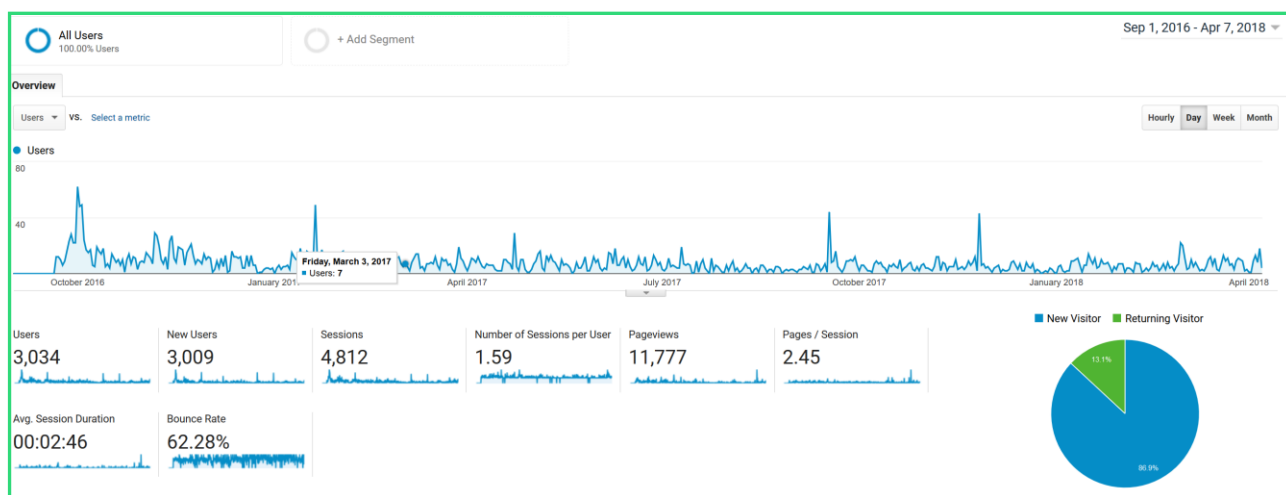 All Users
100.00% Users
+ Add Segment
Sep 1, 2016 - Apr 7, 2018
Overview
Users VS. Select a metric
Hourly Day Week Month
Users
80
40
Friday, March 3, 2017
Users: 7
October 2016 January 201 April 2017 July 2017 October 2017 January 2018 April 2018
New Visitor Returning Visitor
Users New Users Sessions Number of Sessions per User Pageviews Pages / Session
3,034 3,009 4,812 1.59 11,777 2.45
13.1%
Avg. Session Duration Bounce Rate
00:02:46 62.28%
86.9%